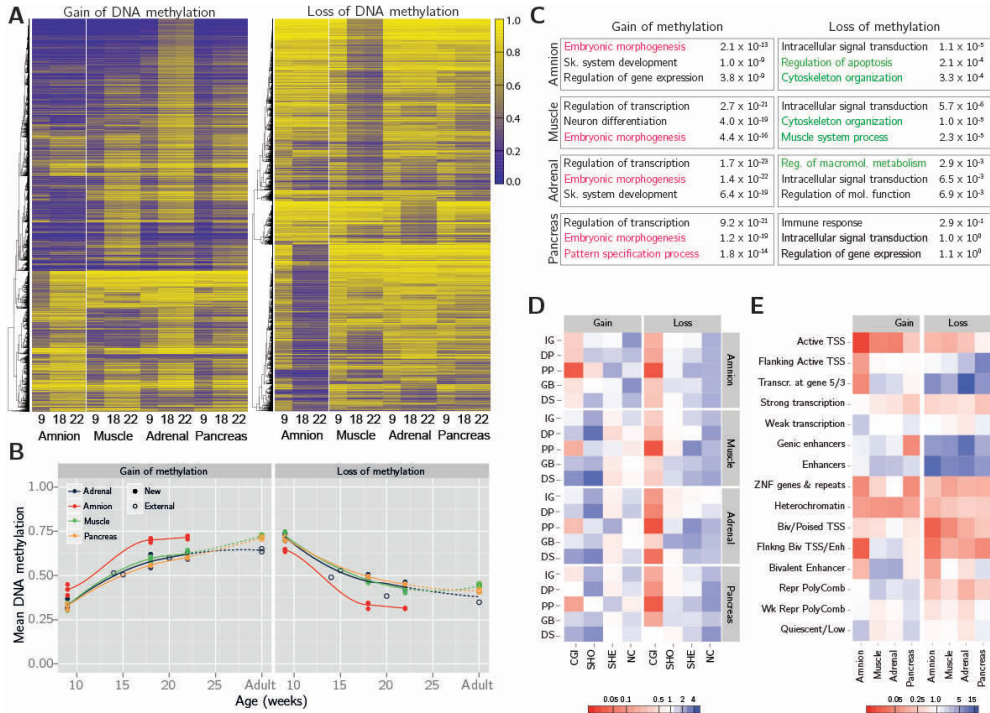 A
Gain of DNA methylation
Loss of DNA methylation
1.0
0.8
0.6
0.4
0.2
0.0
9 18 22 9 18 22 9 18 22 9 18 22
Amnion Muscle Adrenal Pancreas
9 18 22 9 18 22 9 18 22 9 18 22
Amnion Muscle Adrenal Pancreas
B
Gain of methylation
Loss of methylation
Mean DNA methylation
1.00
0.75
0.50
0.25
0.00
Adrenal
Amnion
Muscle
Pancreas
New
External
10 15 20 25 Adult 10 15 20 25 Adult
Age (weeks)
C
Gain of methylation
Loss of methylation
Amnion
Embryonic morphogenesis 2.1 x 10⁻¹³
Sk. system development 1.0 x 10⁻⁹
Regulation of gene expression 3.8 x 10⁻⁹
Intracellular signal transduction 1.1 x 10⁻⁵
Regulation of apoptosis 2.1 x 10⁻⁴
Cytoskeleton organization 3.3 x 10⁻⁴
Muscle
Regulation of transcription 2.7 x 10⁻²¹
Neuron differentiation 4.0 x 10⁻¹⁹
Embryonic morphogenesis 4.4 x 10⁻¹⁶
Intracellular signal transduction 5.7 x 10⁻⁶
Cytoskeleton organization 1.0 x 10⁻⁵
Muscle system process 2.3 x 10⁻⁵
Adrenal
Regulation of transcription 1.7 x 10⁻²³
Embryonic morphogenesis 1.4 x 10⁻²²
Sk. system development 6.4 x 10⁻¹⁹
Reg. of macromol. metabolism 2.9 x 10⁻³
Intracellular signal transduction 6.5 x 10⁻³
Regulation of mol. function 6.9 x 10⁻³
Pancreas
Regulation of transcription 9.2 x 10⁻²¹
Embryonic morphogenesis 1.2 x 10⁻¹⁹
Pattern specification process 1.8 x 10⁻¹⁴
Immune response 2.9 x 10⁻¹
Intracellular signal transduction 1.0 x 10⁰
Regulation of gene expression 1.1 x 10⁰
D
Gain
Loss
IG
DP
PP
GB
DS
Amnion
IG
DP
PP
GB
DS
Muscle
IG
DP
PP
GB
DS
Adrenal
IG
DP
PP
GB
DS
Pancreas
CGI SHO SHE NC CGI SHO SHE NC
0.05 0.1 0.5 1 2 4
E
Gain
Loss
Active TSS
Flanking Active TSS
Transcr. at gene 5/3
Strong transcription
Weak transcription
Genic enhancers
Enhancers
ZNF genes & repeats
Heterochromatin
Biv/Poised TSS
Flnkng Biv TSS/Enh
Bivalent Enhancer
Repr PolyComb
Wk Repr PolyComb
Quiescent/Low
Amnion Muscle Adrenal Pancreas Amnion Muscle Adrenal Pancreas
0.05 0.25 1.0 5 15